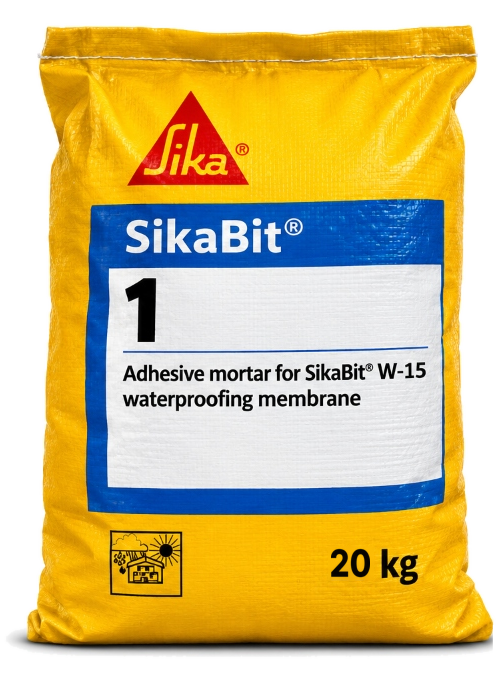 Sika®
SikaBit®
1
Adhesive mortar for SikaBit® W-15
waterproofing membrane
20 kg